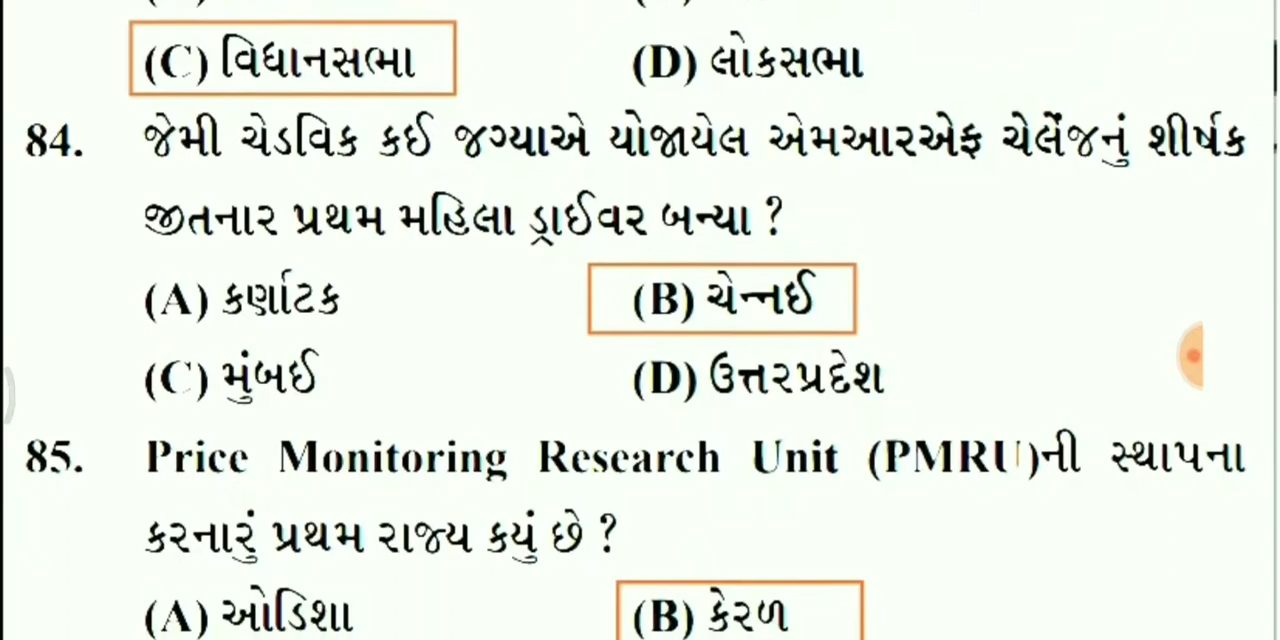 (C) વિધાનસભા (D) લોકસભા
84. જેમી ચેડવિક કઈ જગ્યાએ યોજાયેલ એમઆરએફ ચેલેંજનું શીર્ષક
જીતનાર પ્રથમ મહિલા ડ્રાઈવર બન્યા ?
(A) કર્ણાટક (B) ચેન્નઈ
(C) મુંબઈ (D) ઉત્તરપ્રદેશ
85. Price Monitoring Research Unit (PMRU)ની સ્થાપના
કરનારું પ્રથમ રાજ્ય કયું છે ?
(A) ઓડિશા (B) કેરળ